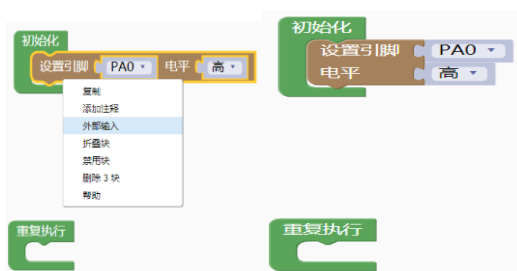 初始化
设置引脚 PA0 电平 高
复制
添加注释
外部输入
折叠块
禁用块
删除 3 块
帮助
重复执行
初始化
设置引脚 PA0
电平 高
重复执行